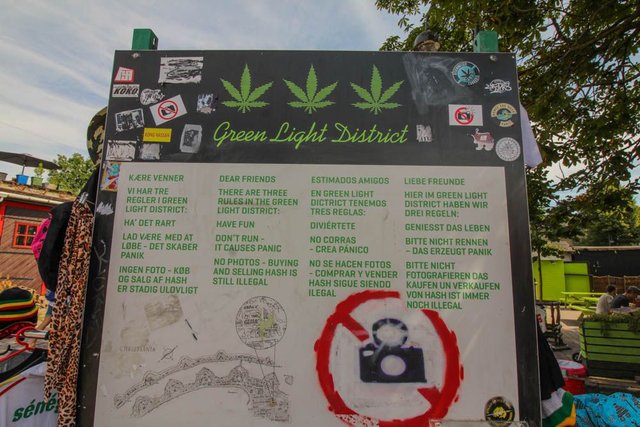 KOKO
Green Light District
KÆRE VENNER
VI HAR TRE
REGLER I GREEN
LIGHT DISTRICT:
HA' DET RART
LAD VÆRE MED AT
LØBE - DET SKABER
PANIK
INGEN FOTO - KØB
OG SALG AF HASH
ER STADIG ULOVLIGT
DEAR FRIENDS
THERE ARE THREE
RULES IN THE GREEN
LIGHT DISTRICT:
HAVE FUN
DON'T RUN -
IT CAUSES PANIC
NO PHOTOS - BUYING
AND SELLING HASH IS
STILL ILLEGAL
ESTIMADOS AMIGOS
EN GREEN LIGHT
DICTRICT TENEMOS
TRES REGLAS:
DIVIÉRTETE
NO CORRAS
- CREA PÁNICO
NO SE HACEN FOTOS
- COMPRAR Y VENDER
HASH SIGUE SIENDO
ILEGAL
LIEBE FREUNDE
HIER IM GREEN LIGHT
DISTRICT HABEN WIR
DREI REGELN:
GENIESST DAS LEBEN
BITTE NICHT RENNEN
- DAS ERZEUGT PANIK
BITTE NICHT
FOTOGRAFIEREN DAS
KAUFEN UN VERKAUFEN
VON HASH IST IMMER
NOCH ILLEGAL
séné